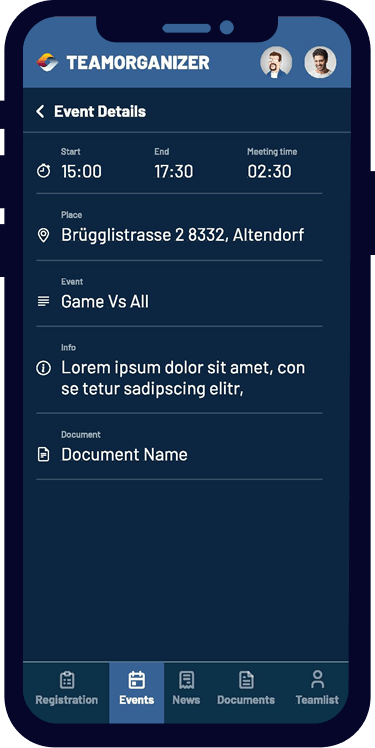 TEAMORGANIZER
Event Details
Start End Meeting time
15:00 17:30 02:30
Place
Brügglistrasse 2 8332, Altendorf
Event
Game Vs All
Info
Lorem ipsum dolor sit amet, con
se tetur sadipscing elitr,
Document
Document Name
Registration Events News Documents Teamlist